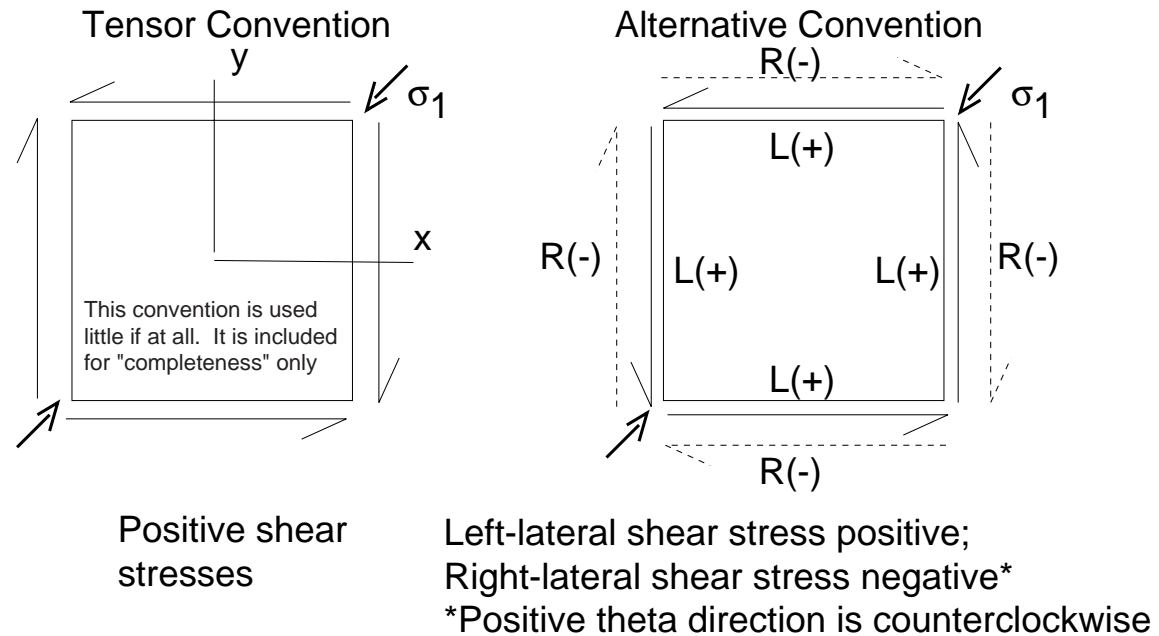 Tensor Convention
y
σ1
x
This convention is used
little if at all. It is included
for "completeness" only
Positive shear
stresses
Alternative Convention
R(-)
σ1
L(+)
R(-)
L(+)
L(+)
R(-)
L(+)
R(-)
Left-lateral shear stress positive;
Right-lateral shear stress negative*
*Positive theta direction is counterclockwise